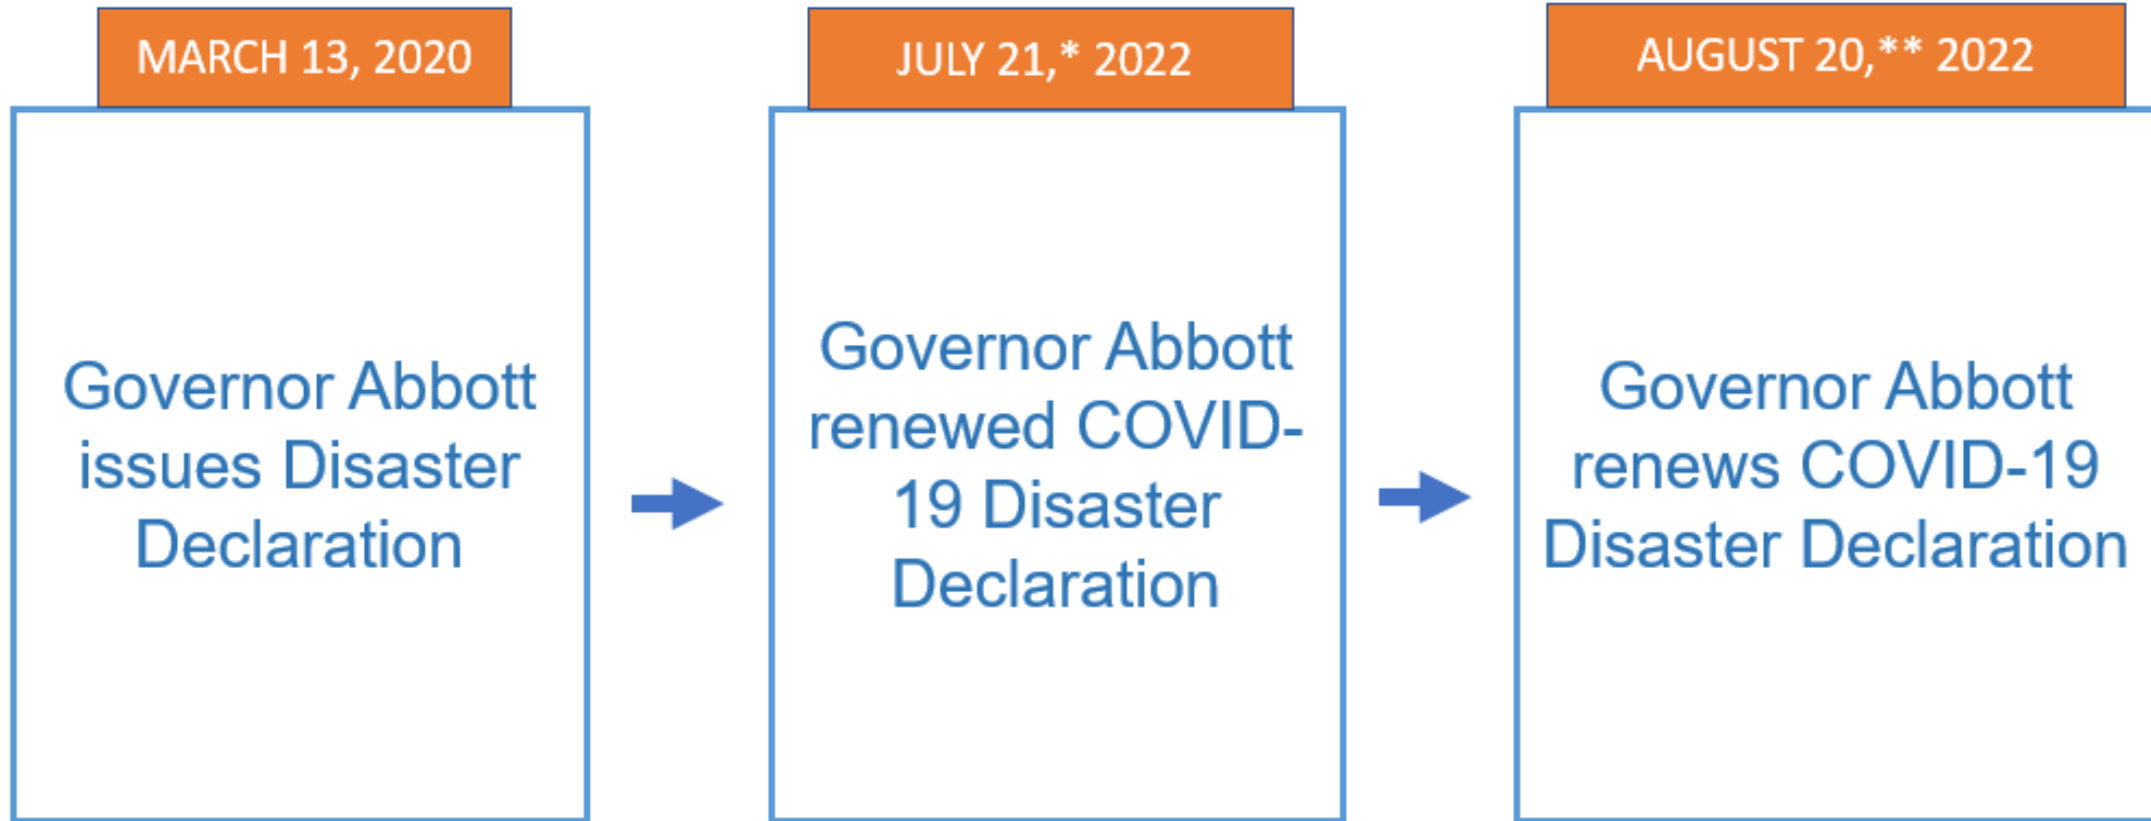 MARCH 13, 2020
Governor Abbott
issues Disaster
Declaration
JULY 21,* 2022
Governor Abbott
renewed COVID-
19 Disaster
Declaration
AUGUST 20,** 2022
Governor Abbott
renews COVID-19
Disaster Declaration